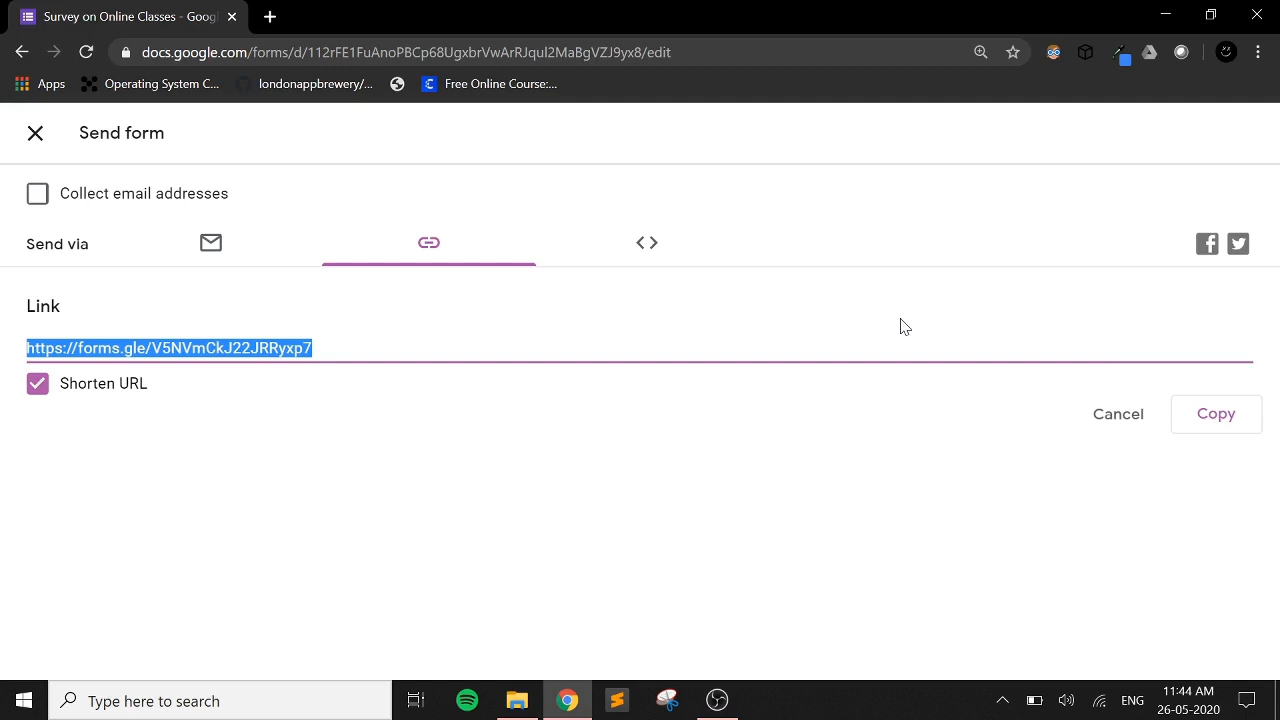 Survey on Online Classes - Googl
docs.google.com/forms/d/112rFE1FuAnoPBCp68UgxbrVwArRJqul2MaBgVZJ9yx8/edit
Apps
Operating System C...
londonappbrewery/...
Free Online Course:...
Send form
Collect email addresses
Send via
Link
https://forms.gle/V5NVmCkJ22JRRyxp7
Shorten URL
Cancel
Copy
Type here to search
ENG
11:44 AM
26-05-2020